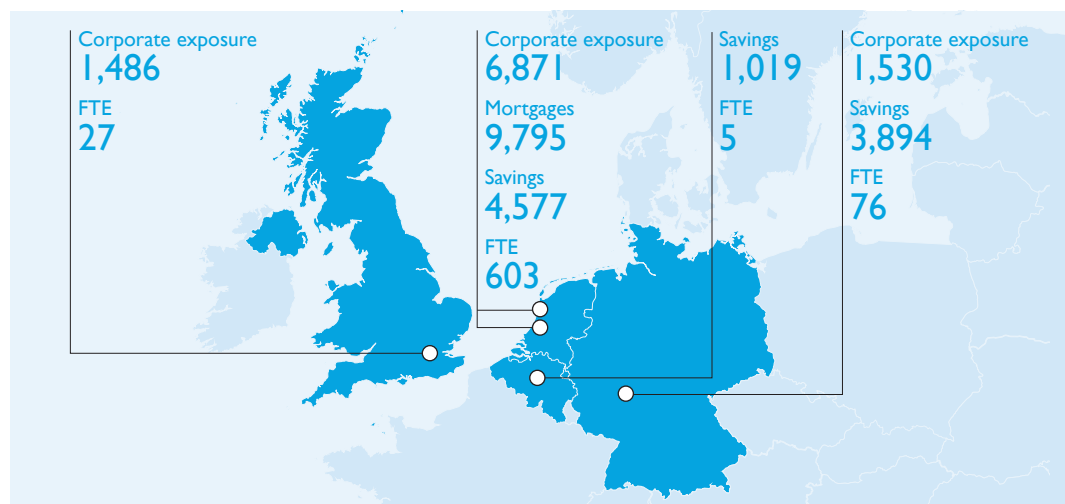 Corporate exposure
1,486
FTE
27
Corporate exposure
6,871
Mortgages
9,795
Savings
4,577
FTE
603
Savings
1,019
FTE
5
Corporate exposure
1,530
Savings
3,894
FTE
76